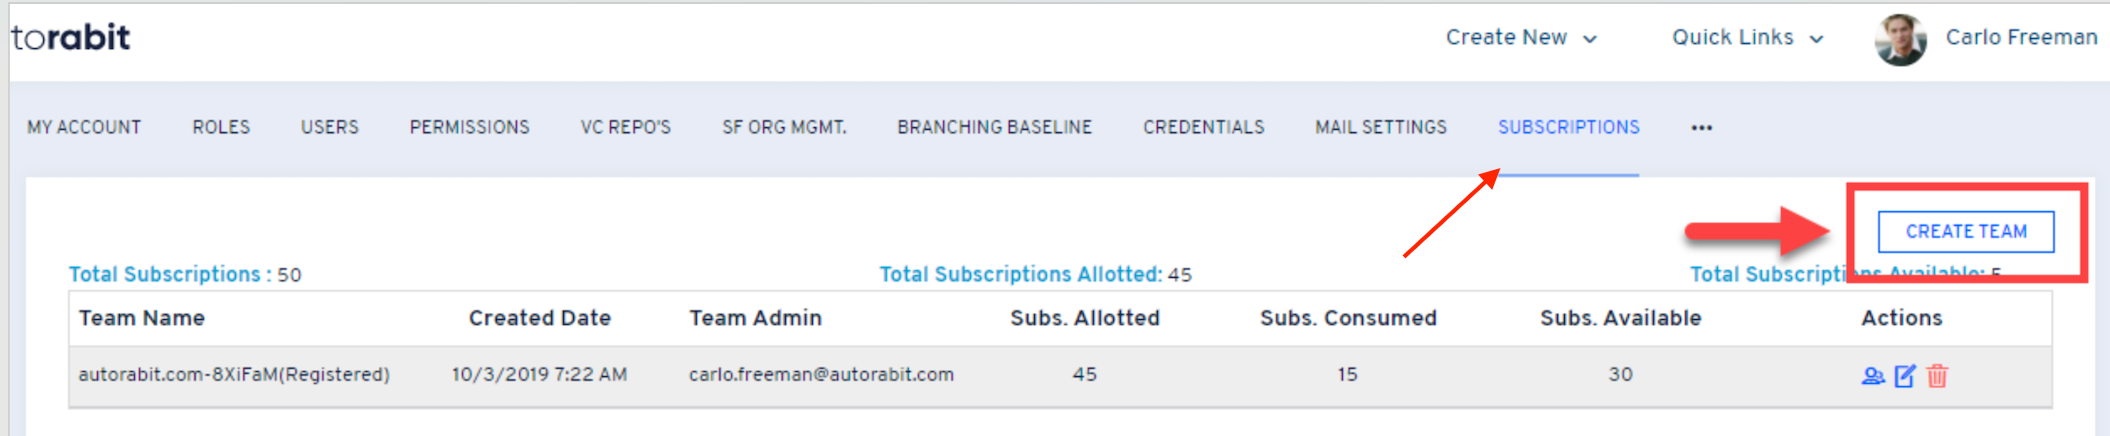 torabit
Create New Quick Links Carlo Freeman
MY ACCOUNT ROLES USERS PERMISSIONS VC REPO'S SF ORG MGMT. BRANCHING BASELINE CREDENTIALS MAIL SETTINGS SUBSCRIPTIONS •••
CREATE TEAM
Total Subscriptions : 50 Total Subscriptions Allotted: 45 Total Subscriptions Available: 5
Team Name Created Date Team Admin Subs. Allotted Subs. Consumed Subs. Available Actions
autorabit.com-8XiFaM(Registered) 10/3/2019 7:22 AM carlo.freeman@autorabit.com 45 15 30